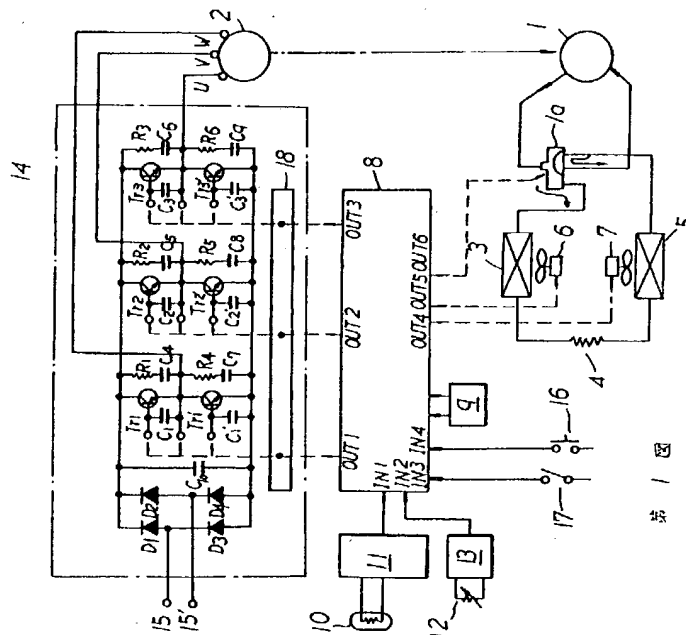 14
2
W
V
U
R3
C6
R6
C9
Tr3
C3
Tr3'
C3'
R2
C5
R5
C8
Tr2
C2
Tr2'
C2'
R1
C4
R4
C7
Tr1
C1
Tr1'
C1'
C10
D1
D2
D3
D4
15
15'
18
OUT1
OUT2
OUT3
8
IN1
IN2
IN3
IN4
OUT4
OUT5
OUT6
9
10
11
12
13
16
17
1
1a
3
6
7
4
5
第 1 図